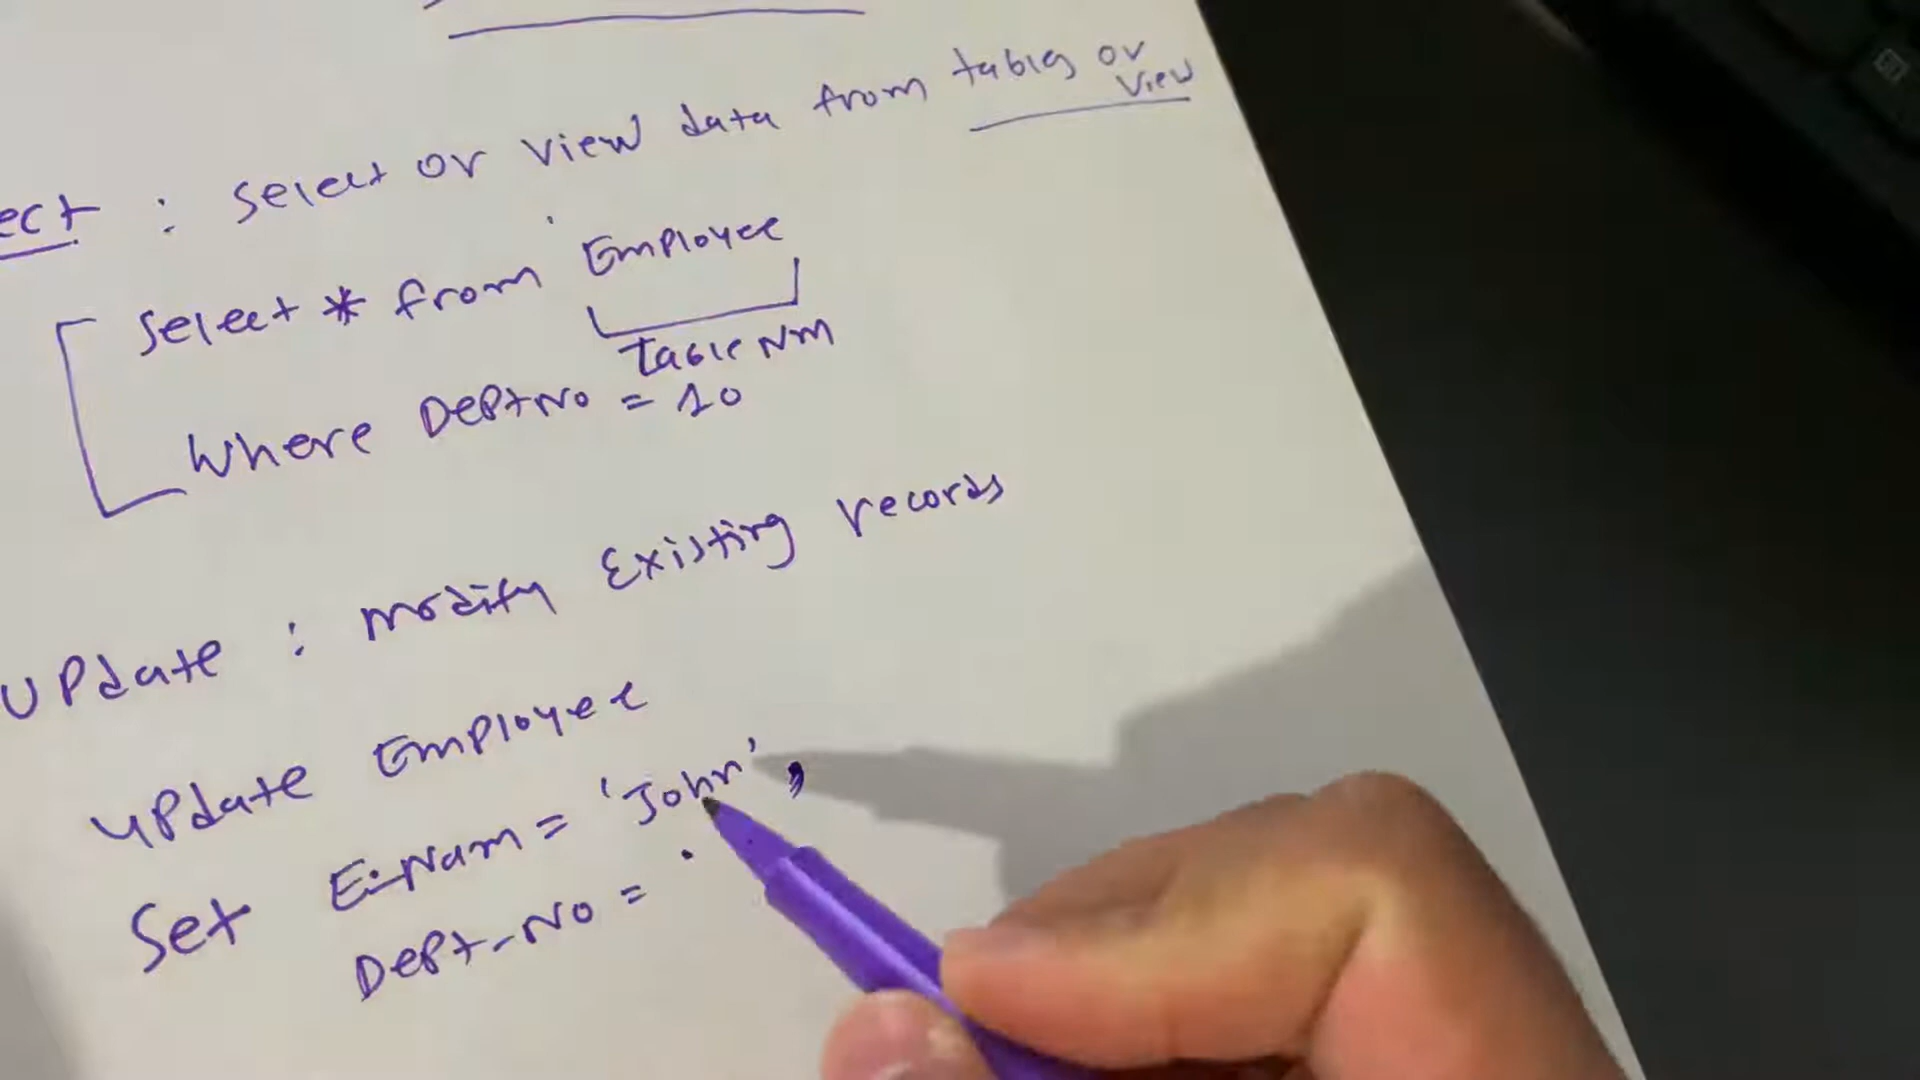 ect : Select or view data from tables or
view
Select * from Employee
Table Nm
Where DeptNo = 10
UPdate : modify Existing records
UPdate Employee
Set E-Nam = 'John',
Dept-No =